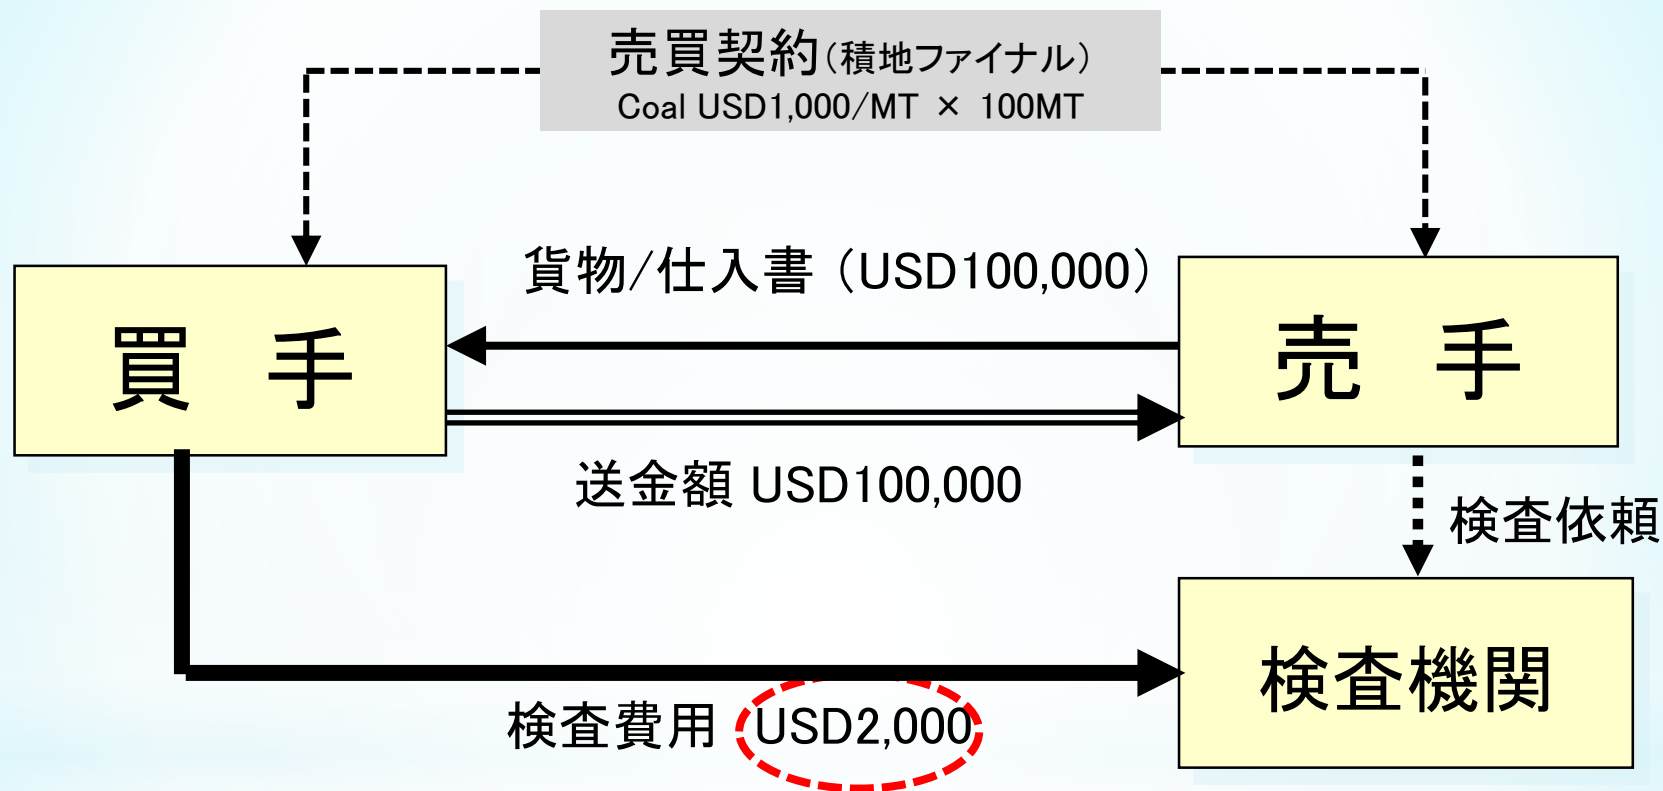 売買契約(積地ファイナル)
Coal USD1,000/MT × 100MT
貨物/仕入書 (USD100,000)
買 手
売 手
送金額 USD100,000
検査依頼
検査機関
検査費用 USD2,000